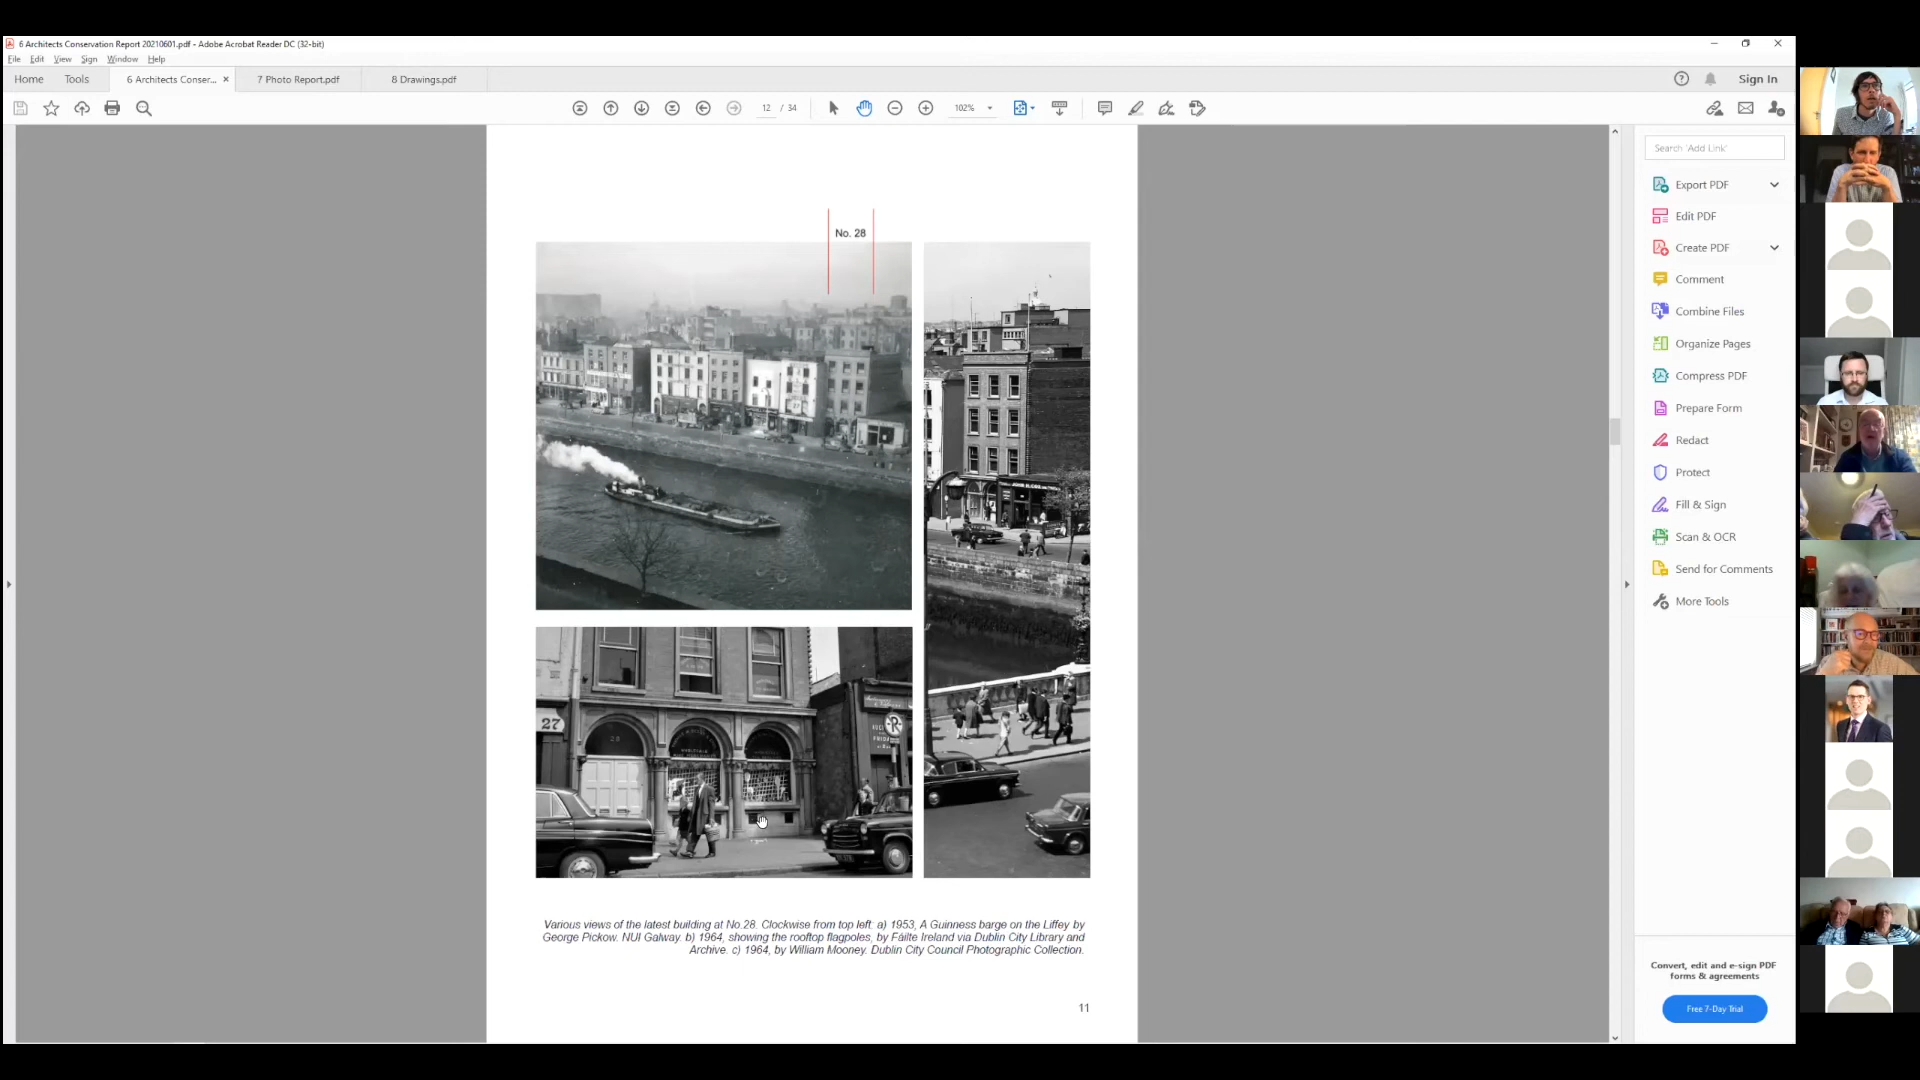 6 Architects Conservation Report 20210601.pdf - Adobe Acrobat Reader DC (32-bit)
File Edit View Sign Window Help
Home Tools 6 Architects Conser... × 7 Photo Report.pdf 8 Drawings.pdf Sign In
12 / 34 102%
Search 'Add Link'
Export PDF
Edit PDF
Create PDF
Comment
Combine Files
Organize Pages
Compress PDF
Prepare Form
Redact
Protect
Fill & Sign
Scan & OCR
Send for Comments
More Tools
Convert, edit and e-sign PDF
forms & agreements
Free 7-Day Trial
No. 28
27
28
R
Various views of the latest building at No.28. Clockwise from top left: a) 1953, A Guinness barge on the Liffey by
George Pickow. NUI Galway. b) 1964, showing the rooftop flagpoles, by Fáilte Ireland via Dublin City Library and
Archive. c) 1964, by William Mooney. Dublin City Council Photographic Collection.
11